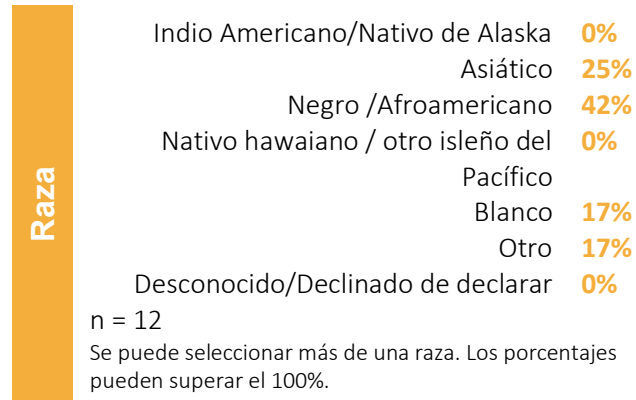 Raza
Indio Americano/Nativo de Alaska 0%
Asiático 25%
Negro /Afroamericano 42%
Nativo hawaiano / otro isleño del 0%
Pacífico
Blanco 17%
Otro 17%
Desconocido/Declinado de declarar 0%
n = 12
Se puede seleccionar más de una raza. Los porcentajes
pueden superar el 100%.